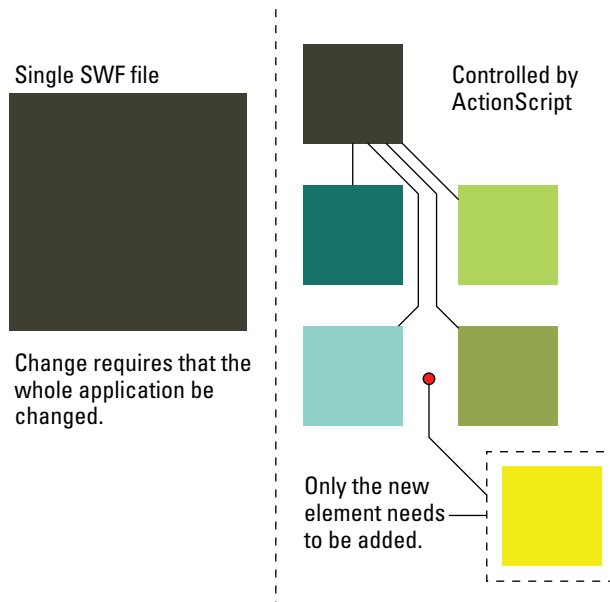 Single SWF file
Change requires that the
whole application be
changed.
Controlled by
ActionScript
Only the new
element needs
to be added.